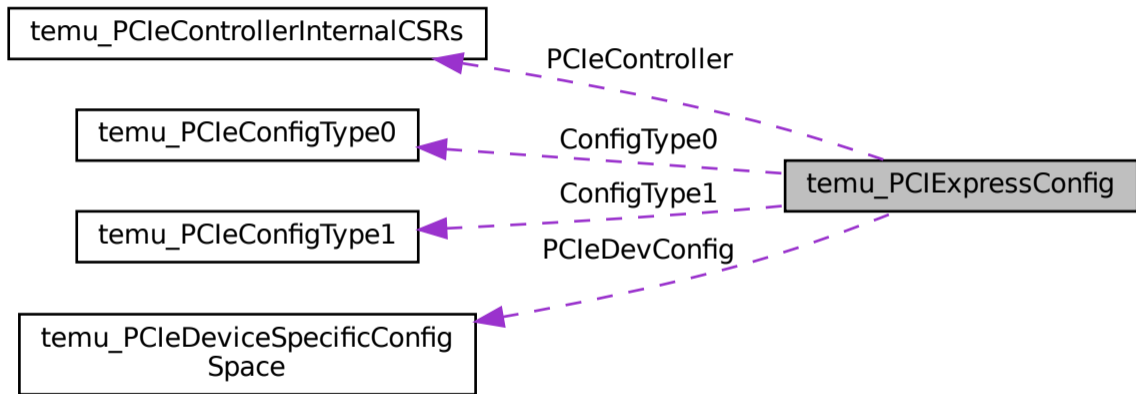 temu_PCIeControllerInternalCSRs
PCIeController
temu_PCIeConfigType0
ConfigType0
temu_PCIExpressConfig
ConfigType1
temu_PCIeConfigType1
PCIeDevConfig
temu_PCIeDeviceSpecificConfig
Space